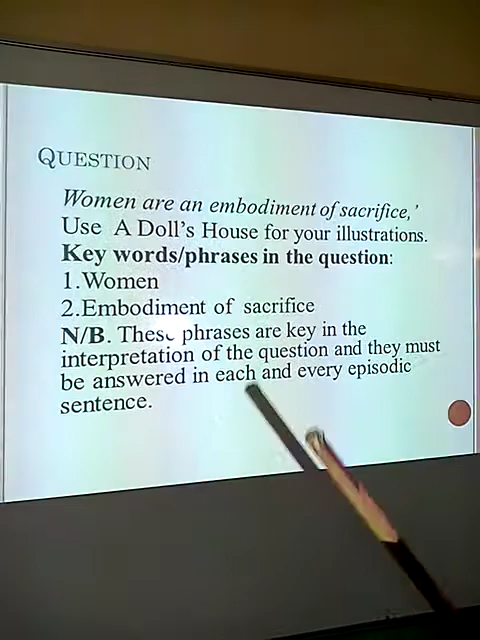 QUESTION
Women are an embodiment of sacrifice,'
Use A Doll's House for your illustrations.
Key words/phrases in the question:
1.Women
2.Embodiment of sacrifice
N/B. These phrases are key in the
interpretation of the question and they must
be answered in each and every episodic
sentence.